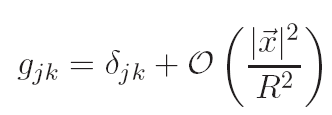 $g_{jk} = \delta_{jk} + \mathcal{O}\left(\frac{|\vec{x}|^2}{R^2}\right)$